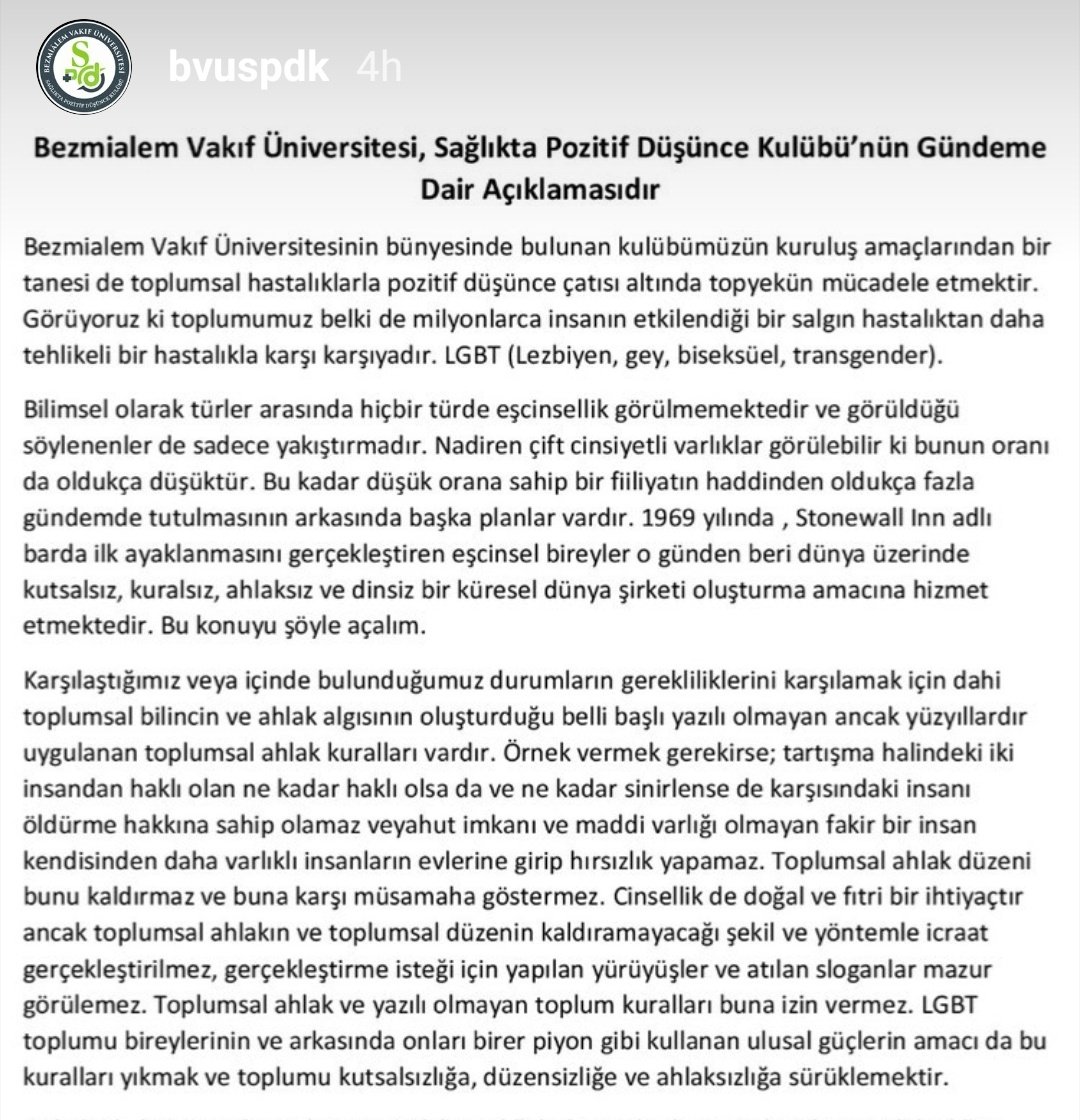 bvuspdk 4h
Bezmialem Vakıf Üniversitesi, Sağlıkta Pozitif Düşünce Kulübü’nün Gündeme
Dair Açıklamasıdır
Bezmialem Vakıf Üniversitesinin bünyesinde bulunan kulübümüzün kuruluş amaçlarından bir
tanesi de toplumsal hastalıklarla pozitif düşünce çatısı altında topyekün mücadele etmektir.
Görüyoruz ki toplumumuz belki de milyonlarca insanın etkilendiği bir salgın hastalıktan daha
tehlikeli bir hastalıkla karşı karşıyadır. LGBT (Lezbiyen, gey, biseksüel, transgender).
Bilimsel olarak türler arasında hiçbir türde eşcinsellik görülmemektedir ve görüldüğü
söylenenler de sadece yakıştırmadır. Nadiren çift cinsiyetli varlıklar görülebilir ki bunun oranı
da oldukça düşüktür. Bu kadar düşük orana sahip bir fiiliyatın haddinden oldukça fazla
gündemde tutulmasının arkasında başka planlar vardır. 1969 yılında , Stonewall Inn adlı
barda ilk ayaklanmasını gerçekleştiren eşcinsel bireyler o günden beri dünya üzerinde
kutsalsız, kuralsız, ahlaksız ve dinsiz bir küresel dünya şirketi oluşturma amacına hizmet
etmektedir. Bu konuyu şöyle açalım.
Karşılaştığımız veya içinde bulunduğumuz durumların gerekliliklerini karşılamak için dahi
toplumsal bilincin ve ahlak algısının oluşturduğu belli başlı yazılı olmayan ancak yüzyıllardır
uygulanan toplumsal ahlak kuralları vardır. Örnek vermek gerekirse; tartışma halindeki iki
insandan haklı olan ne kadar haklı olsa da ve ne kadar sinirlense de karşısındaki insanı
öldürme hakkına sahip olamaz veyahut imkanı ve maddi varlığı olmayan fakir bir insan
kendisinden daha varlıklı insanların evlerine girip hırsızlık yapamaz. Toplumsal ahlak düzeni
bunu kaldırmaz ve buna karşı müsamaha göstermez. Cinsellik de doğal ve fıtri bir ihtiyaçtır
ancak toplumsal ahlakın ve toplumsal düzenin kaldıramayacağı şekil ve yöntemle icraat
gerçekleştirilmez, gerçekleştirme isteği için yapılan yürüyüşler ve atılan sloganlar mazur
görülemez. Toplumsal ahlak ve yazılı olmayan toplum kuralları buna izin vermez. LGBT
toplumu bireylerinin ve arkasında onları birer piyon gibi kullanan ulusal güçlerin amacı da bu
kuralları yıkmak ve toplumu kutsalsızlığa, düzensizliğe ve ahlaksızlığa sürüklemektir.